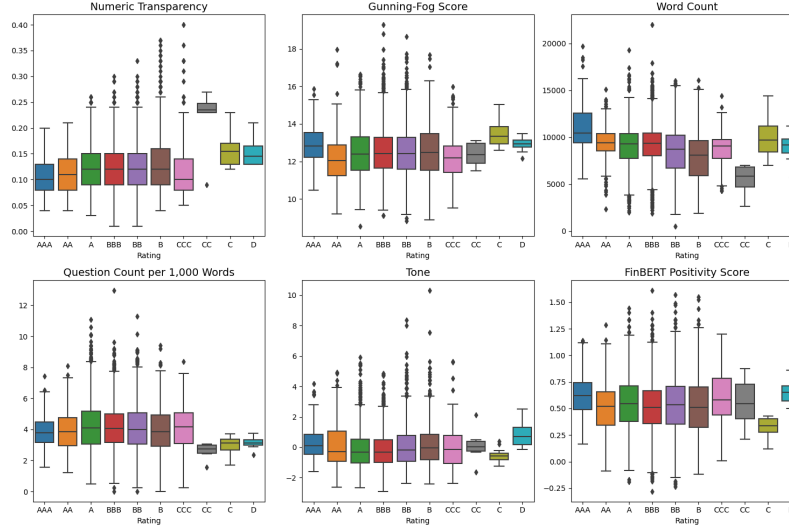 Numeric Transparency
0.40
0.35
0.30
0.25
0.20
0.15
0.10
0.05
0.00
AAA AA A BBB BB B CCC CC C D
Rating
Gunning-Fog Score
18
16
14
12
10
AAA AA A BBB BB B CCC CC C D
Rating
Word Count
20000
15000
10000
5000
0
AAA AA A BBB BB B CCC CC C D
Rating
Question Count per 1,000 Words
12
10
8
6
4
2
0
AAA AA A BBB BB B CCC CC C D
Rating
Tone
10
8
6
4
2
0
−2
AAA AA A BBB BB B CCC CC C D
Rating
FinBERT Positivity Score
1.50
1.25
1.00
0.75
0.50
0.25
0.00
−0.25
AAA AA A BBB BB B CCC CC C
Rating